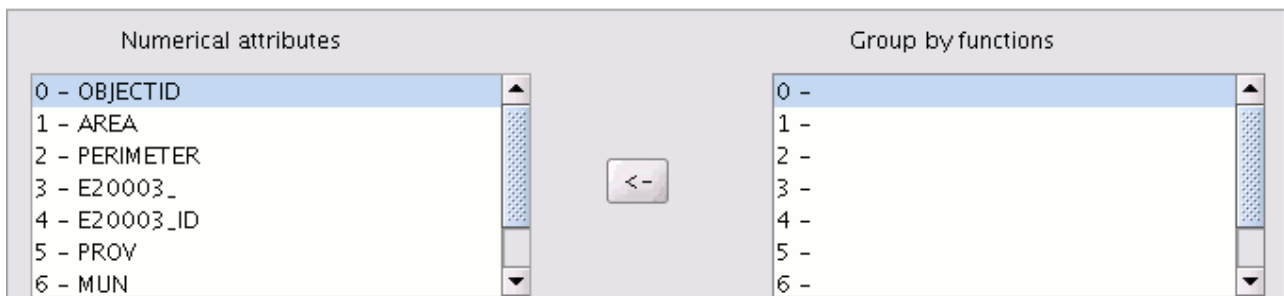 Numerical attributes
Group by functions
0 - OBJECTID
1 - AREA
2 - PERIMETER
3 - E20003_
4 - E20003_ID
5 - PROV
6 - MUN
<-
0 -
1 -
2 -
3 -
4 -
5 -
6 -